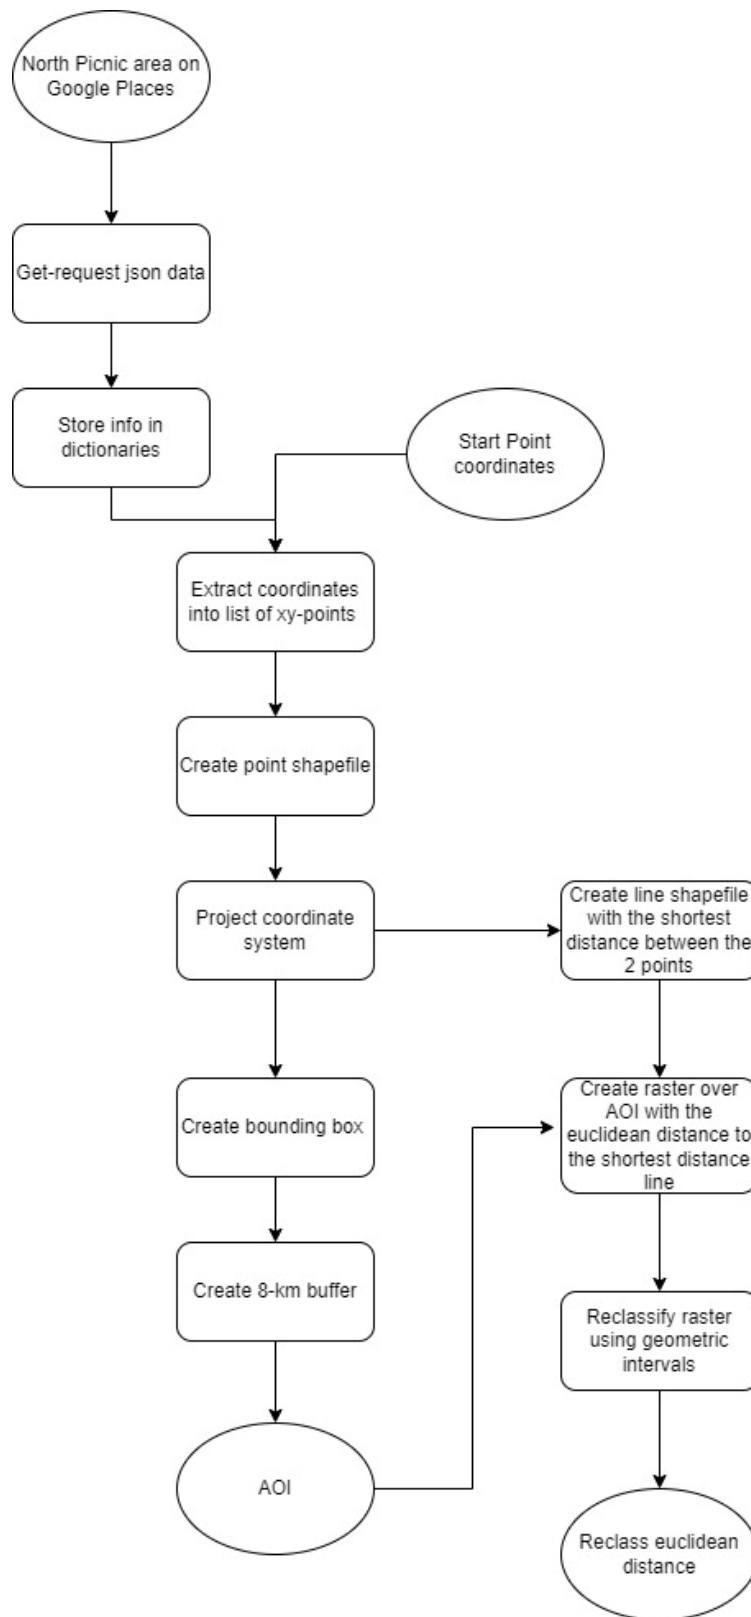 North Picnic area on
Google Places
Get-request json data
Store info in
dictionaries
Start Point
coordinates
Extract coordinates
into list of xy-points
Create point shapefile
Project coordinate
system
Create line shapefile
with the shortest
distance between the
2 points
Create bounding box
Create raster over
AOI with the
euclidean distance to
the shortest distance
line
Create 8-km buffer
Reclassify raster
using geometric
intervals
AOI
Reclass euclidean
distance